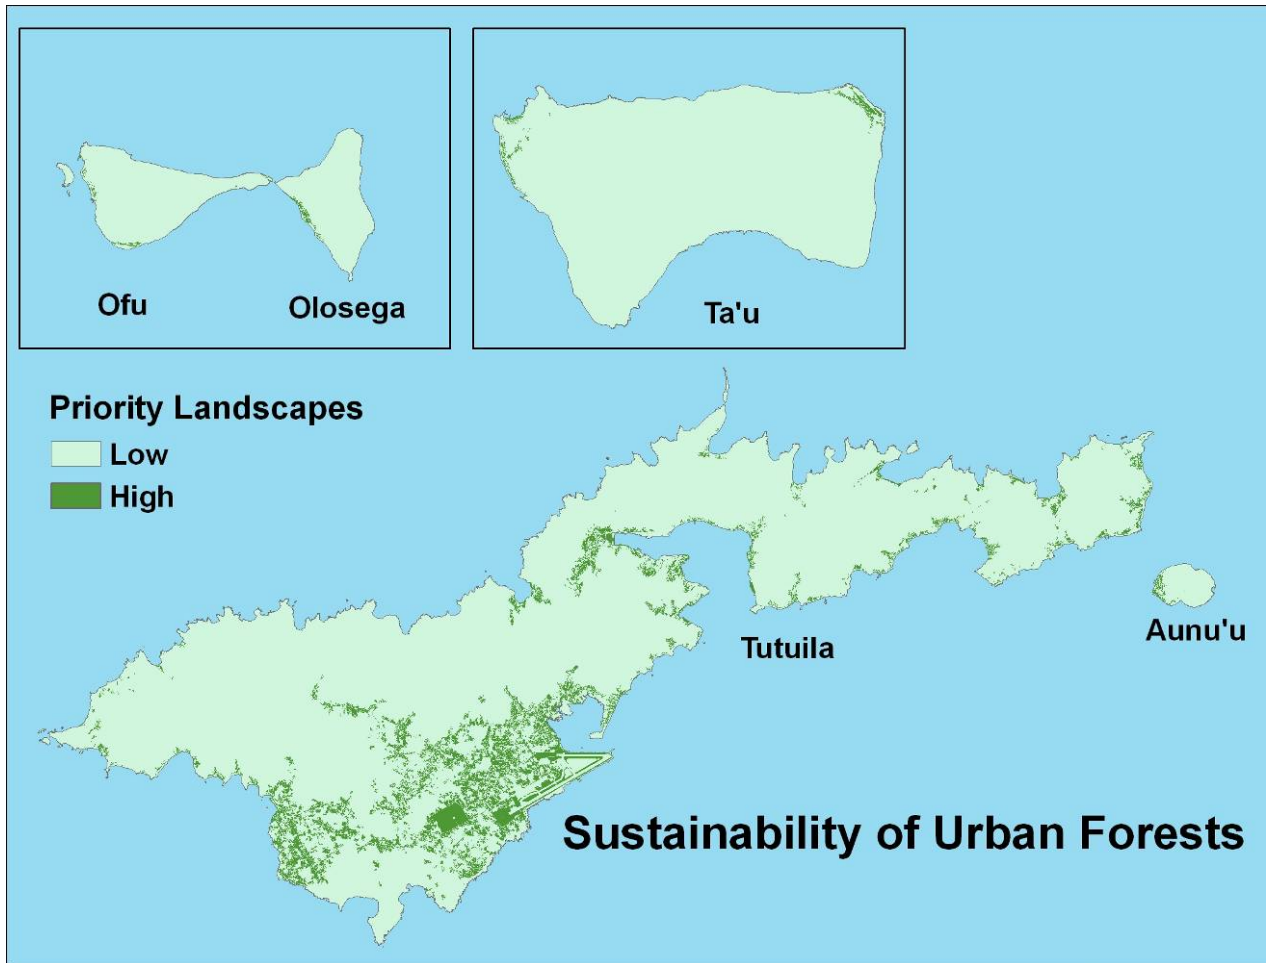 Ofu
Olosega
Ta'u
Priority Landscapes
Low
High
Tutuila
Aunu'u
Sustainability of Urban Forests